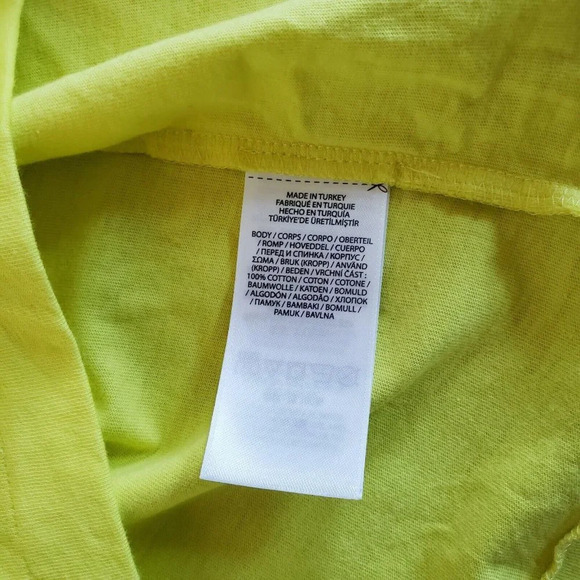 MADE IN TURKEY
FABRIQUÉ EN TURQUIE
HECHO EN TURQUÍA
TÜRKİYE'DE ÜRETİLMİŞTİR
BODY / CORPS / CORPO / OBERTEIL
/ ROMP / HOVEDDEL / CUERPO
/ ПЕРЕД И СПИНКА / КОРПУС /
ΣΩΜΑ / BRUK (KROPP) / ANVÄND
(KROPP) / BEDEN / VRCHNÍ ČÁST :
100% COTTON / COTON / COTONE /
BAUMWOLLE / KATOEN / BOMULD
/ ALGODÓN / ALGODÃO / ХЛОПОК
/ ПАМУК / BAMBAKI / BOMULL /
PAMUK / BAVLNA